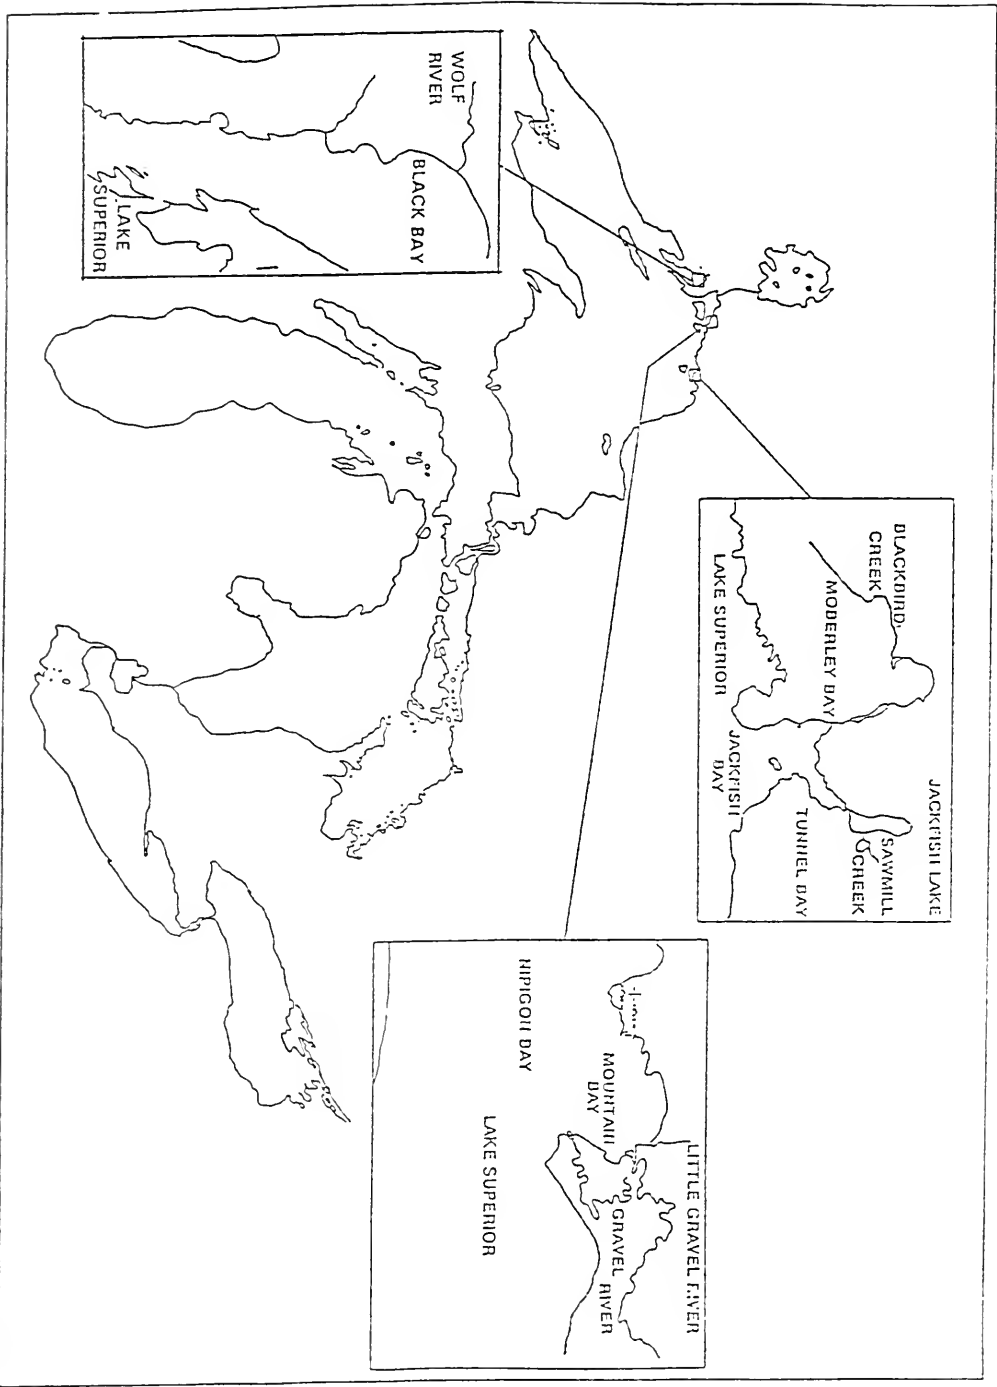 WOLF
RIVER
BLACK BAY
LAKE
SUPERIOR
BLACKBIRD
CREEK
MOBERLEY BAY
LAKE SUPERIOR
JACKFISH
BAY
JACKFISH LAKE
SAWMILL
CREEK
TUNNEL BAY
NIPIGON BAY
MOUNTAIN
BAY
LITTLE GRAVEL RIVER
GRAVEL
RIVER
LAKE SUPERIOR